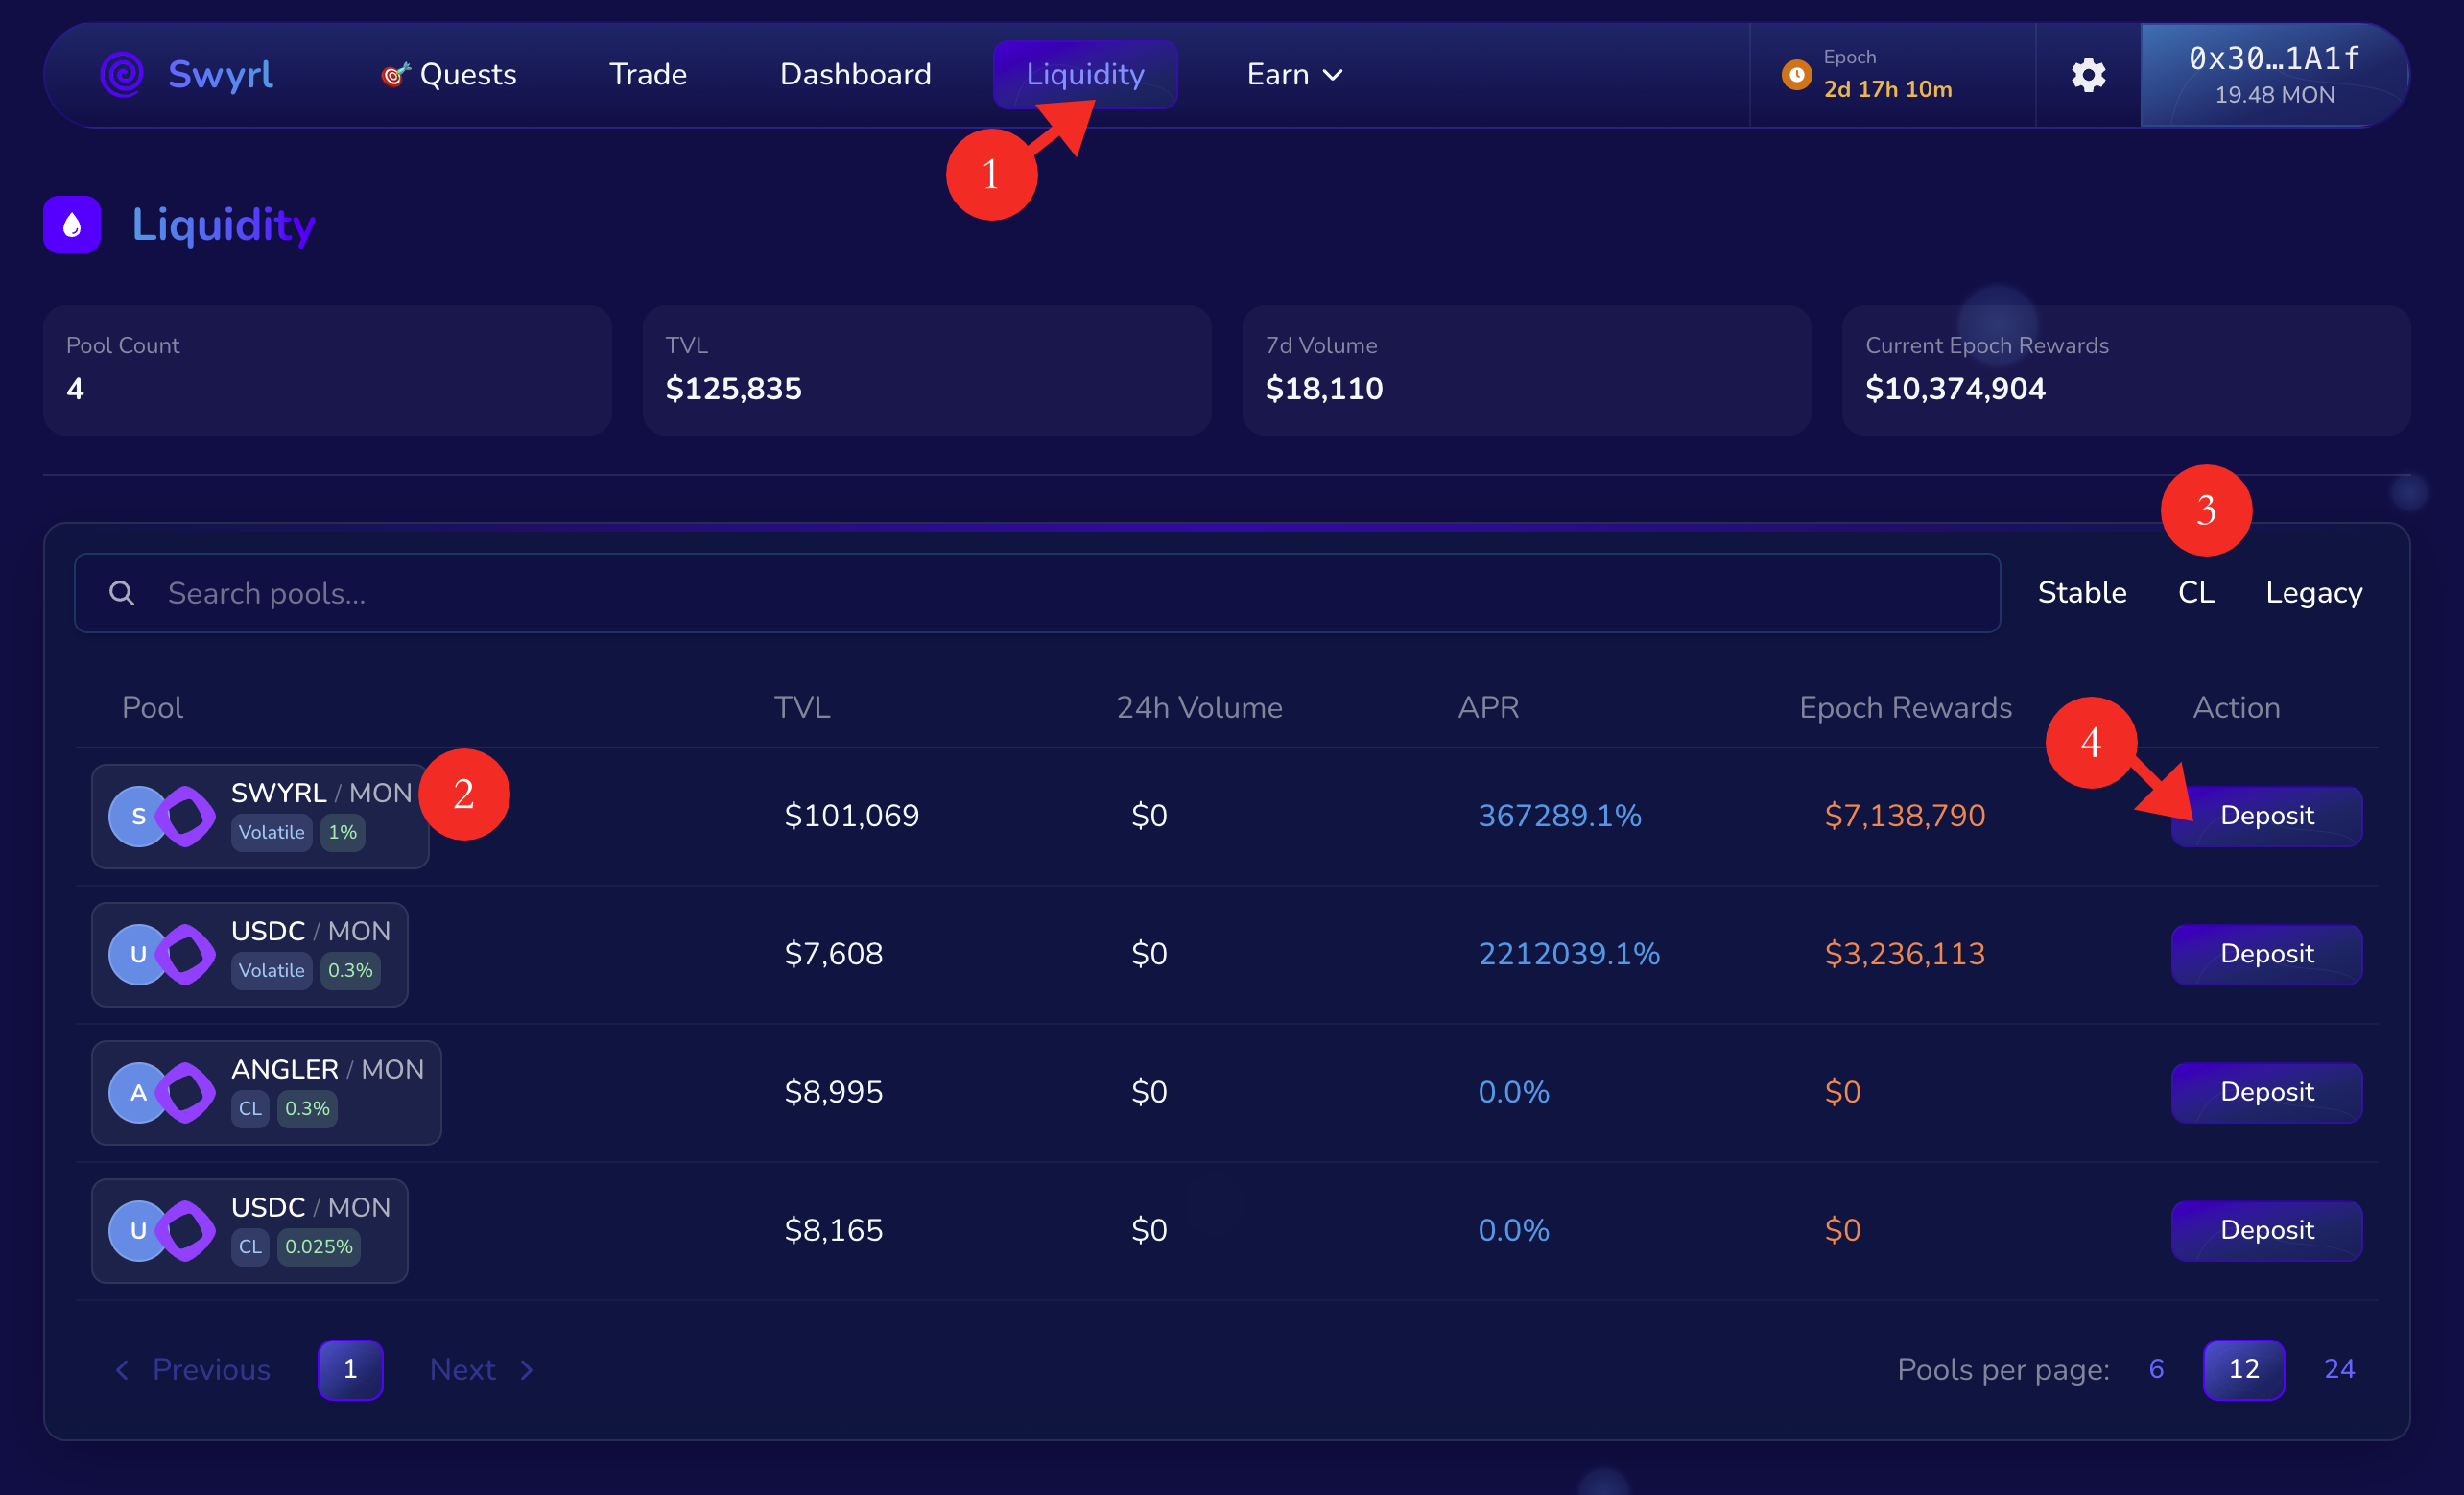 Swyrl
Quests
Trade
Dashboard
Liquidity
Earn
Epoch
2d 17h 10m
0x30…1A1f
19.48 MON
1
Liquidity
Pool Count
4
TVL
$125,835
7d Volume
$18,110
Current Epoch Rewards
$10,374,904
3
Search pools...
Stable CL Legacy
Pool TVL 24h Volume APR Epoch Rewards Action
4
2
S
SWYRL / MON
Volatile 1%
$101,069 $0 367289.1% $7,138,790 Deposit
U
USDC / MON
Volatile 0.3%
$7,608 $0 2212039.1% $3,236,113 Deposit
A
ANGLER / MON
CL 0.3%
$8,995 $0 0.0% $0 Deposit
U
USDC / MON
CL 0.025%
$8,165 $0 0.0% $0 Deposit
Previous 1 Next
Pools per page: 6 12 24